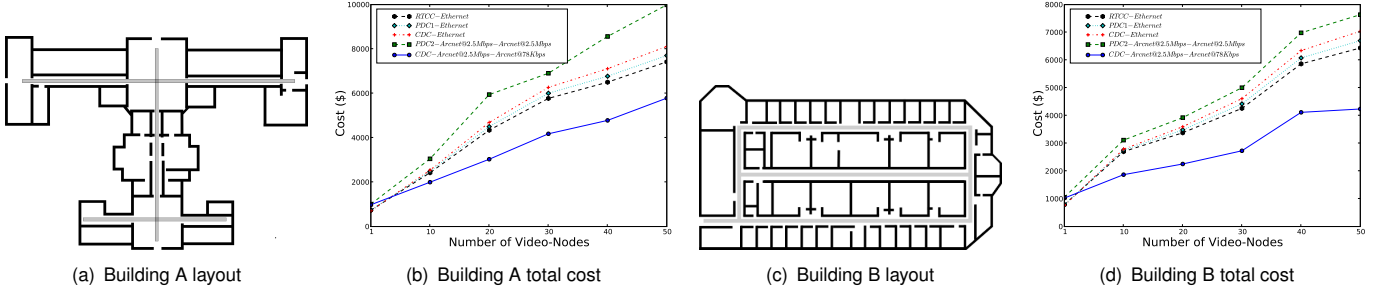 10000
8000
6000
4000
2000
0
Cost ($)
RTCC-Ethernet
PDC1-Ethernet
CDC-Ethernet
PDC2-Arcnet@2.5Mbps-Arcnet@2.5Mbps
CDC-Arcnet@2.5Mbps-Arcnet@78Kbps
1 10 20 30 40 50
Number of Video-Nodes
8000
7000
6000
5000
4000
3000
2000
1000
0
Cost ($)
RTCC-Ethernet
PDC1-Ethernet
CDC-Ethernet
PDC2-Arcnet@2.5Mbps-Arcnet@2.5Mbps
CDC-Arcnet@2.5Mbps-Arcnet@78Kbps
1 10 20 30 40 50
Number of Video-Nodes
(a) Building A layout
(b) Building A total cost
(c) Building B layout
(d) Building B total cost